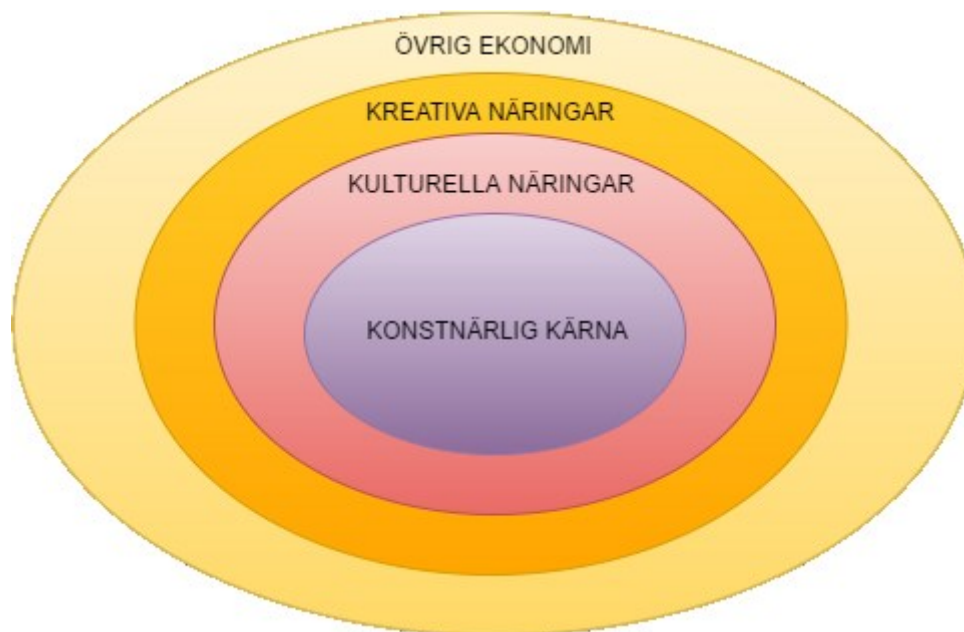 ÖVRIG EKONOMI
KREATIVA NÄRINGAR
KULTURELLA NÄRINGAR
KONSTNÄRLIG KÄRNA